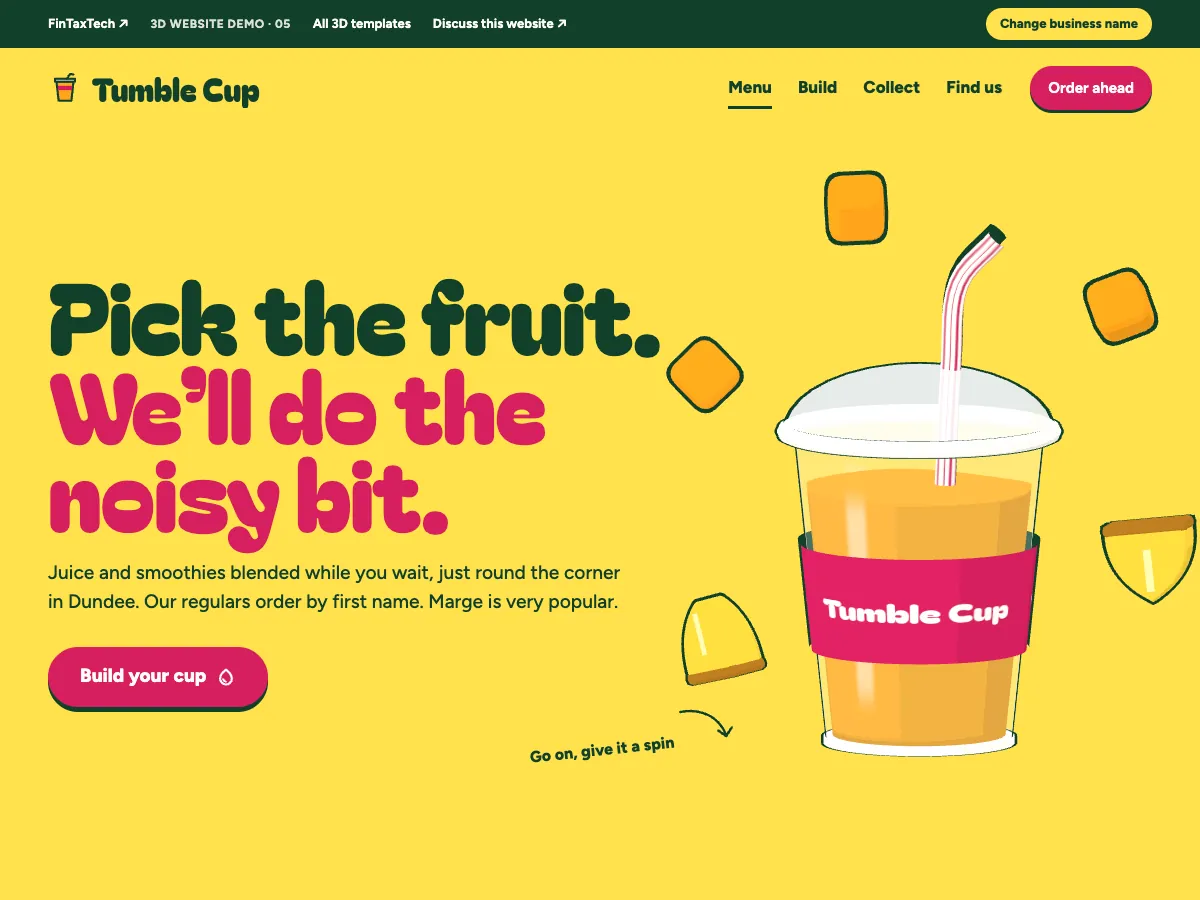 FinTaxTech ↗ 3D WEBSITE DEMO · 05 All 3D templates Discuss this website ↗ Change business name
Tumble Cup Menu Build Collect Find us Order ahead
Pick the fruit.
We'll do the
noisy bit.
Juice and smoothies blended while you wait, just round the corner
in Dundee. Our regulars order by first name. Marge is very popular.
Build your cup
Go on, give it a spin
Tumble Cup